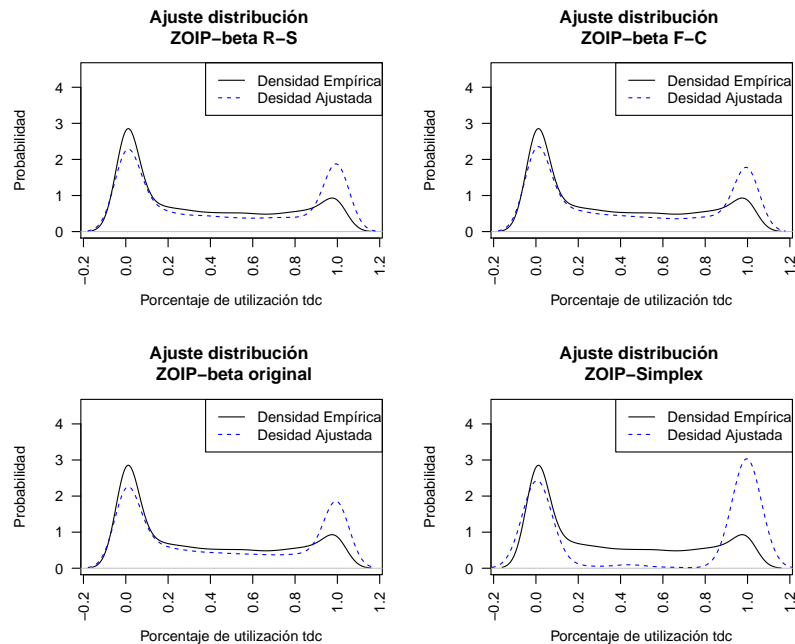 Ajuste distribución
ZOIP−beta R−S
Densidad Empírica
Desidad Ajustada
Probabilidad
4
3
2
1
0
−0.2
0.0
0.2
0.4
0.6
0.8
1.0
1.2
Porcentaje de utilización tdc
Ajuste distribución
ZOIP−beta F−C
Densidad Empírica
Desidad Ajustada
Probabilidad
4
3
2
1
0
−0.2
0.0
0.2
0.4
0.6
0.8
1.0
1.2
Porcentaje de utilización tdc
Ajuste distribución
ZOIP−beta original
Densidad Empírica
Desidad Ajustada
Probabilidad
4
3
2
1
0
−0.2
0.0
0.2
0.4
0.6
0.8
1.0
1.2
Porcentaje de utilización tdc
Ajuste distribución
ZOIP−Simplex
Densidad Empírica
Desidad Ajustada
Probabilidad
4
3
2
1
0
−0.2
0.0
0.2
0.4
0.6
0.8
1.0
1.2
Porcentaje de utilización tdc